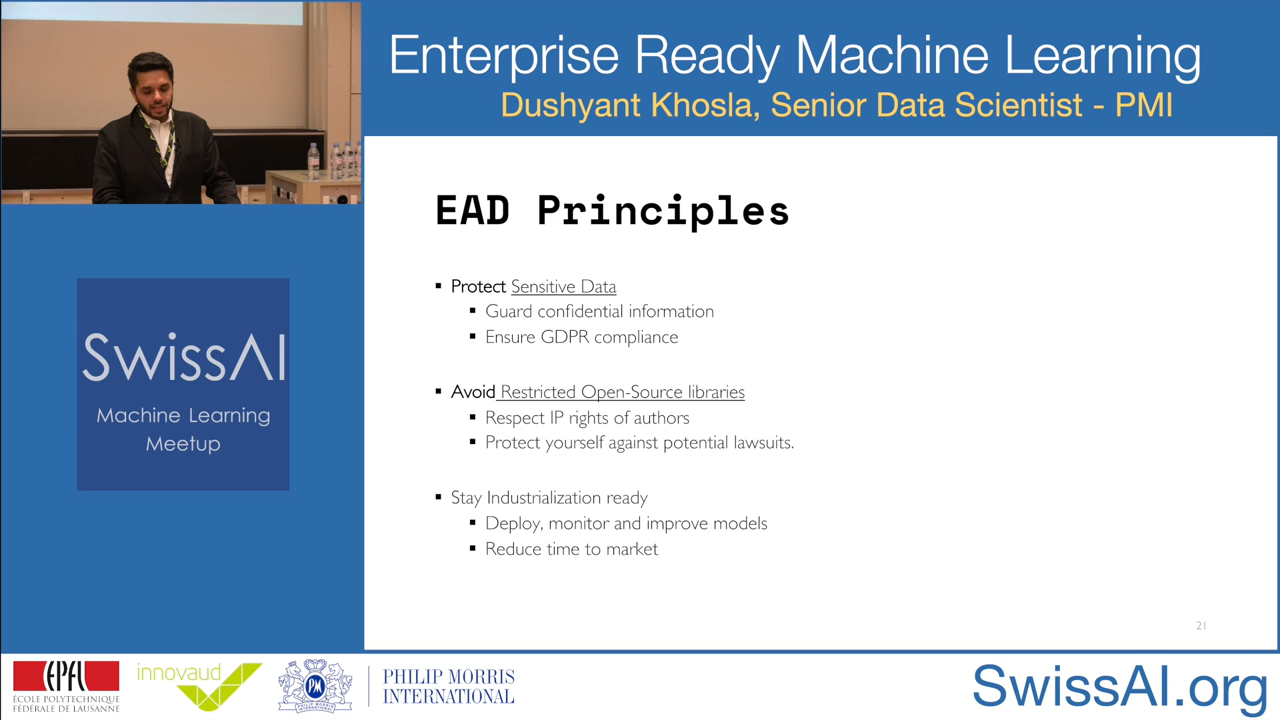 Enterprise Ready Machine Learning
Dushyant Khosla, Senior Data Scientist - PMI
EAD Principles
▪ Protect Sensitive Data
▪ Guard confidential information
▪ Ensure GDPR compliance
▪ Avoid Restricted Open-Source libraries
▪ Respect IP rights of authors
▪ Protect yourself against potential lawsuits.
▪ Stay Industrialization ready
▪ Deploy, monitor and improve models
▪ Reduce time to market
21
SwissAI
Machine Learning
Meetup
EPFL
ÉCOLE POLYTECHNIQUE
FÉDÉRALE DE LAUSANNE
innovaud
PM
PHILIP MORRIS
INTERNATIONAL
SwissAI.org